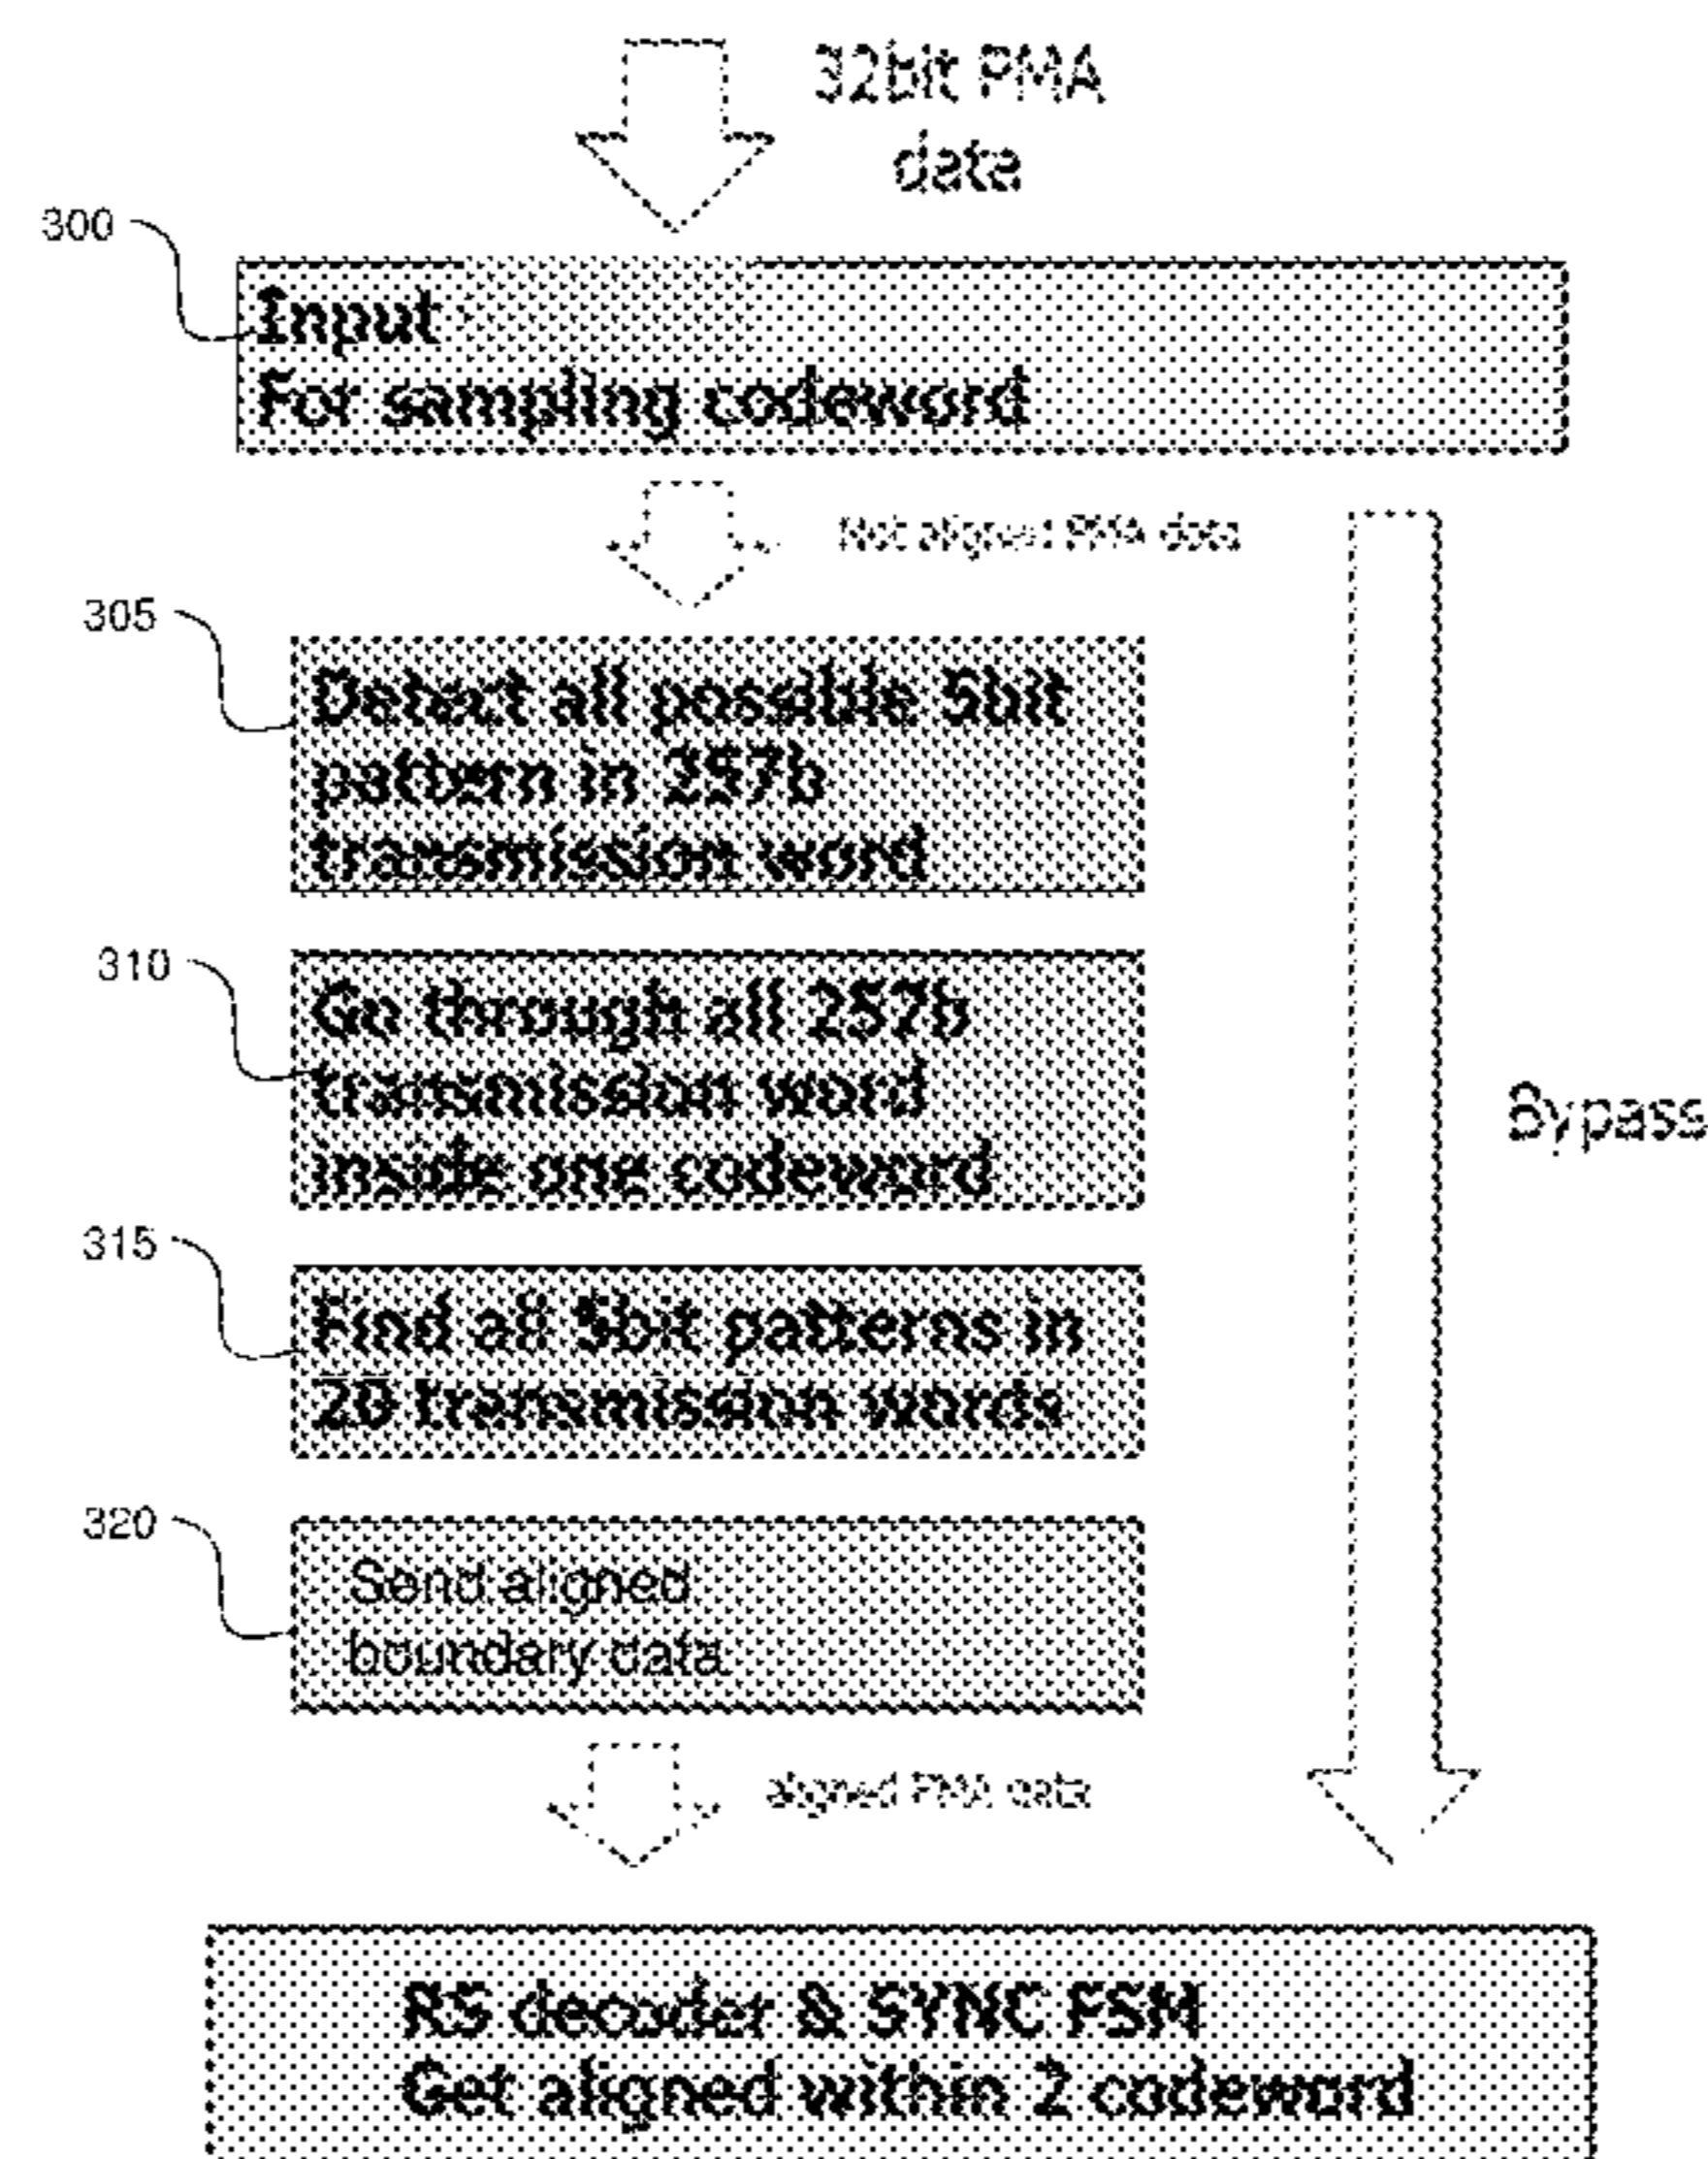 32bit PMA
data
300
Input
For sampling codeword
Not aligned PMA data
305
Detect all possible 5bit
pattern in 257b
transmission word
310
Go through all 257b
transmission word
inside one codeword
Bypass
315
Find all 5bit patterns in
20 transmission words
320
Send aligned
boundary data
aligned PMA data
RS decoder & SYNC FSM
Get aligned within 2 codeword